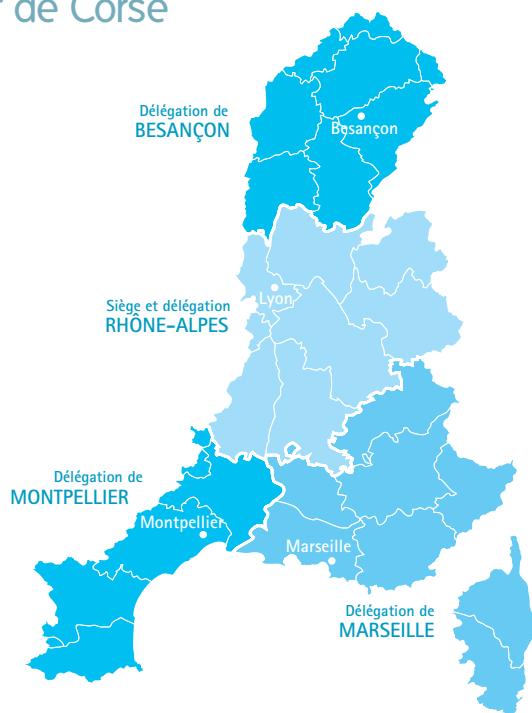 de Corse
Délégation de
BESANÇON
Besançon
Siège et délégation
RHÔNE-ALPES
Lyon
Délégation de
MONTPELLIER
Montpellier
Marseille
Délégation de
MARSEILLE